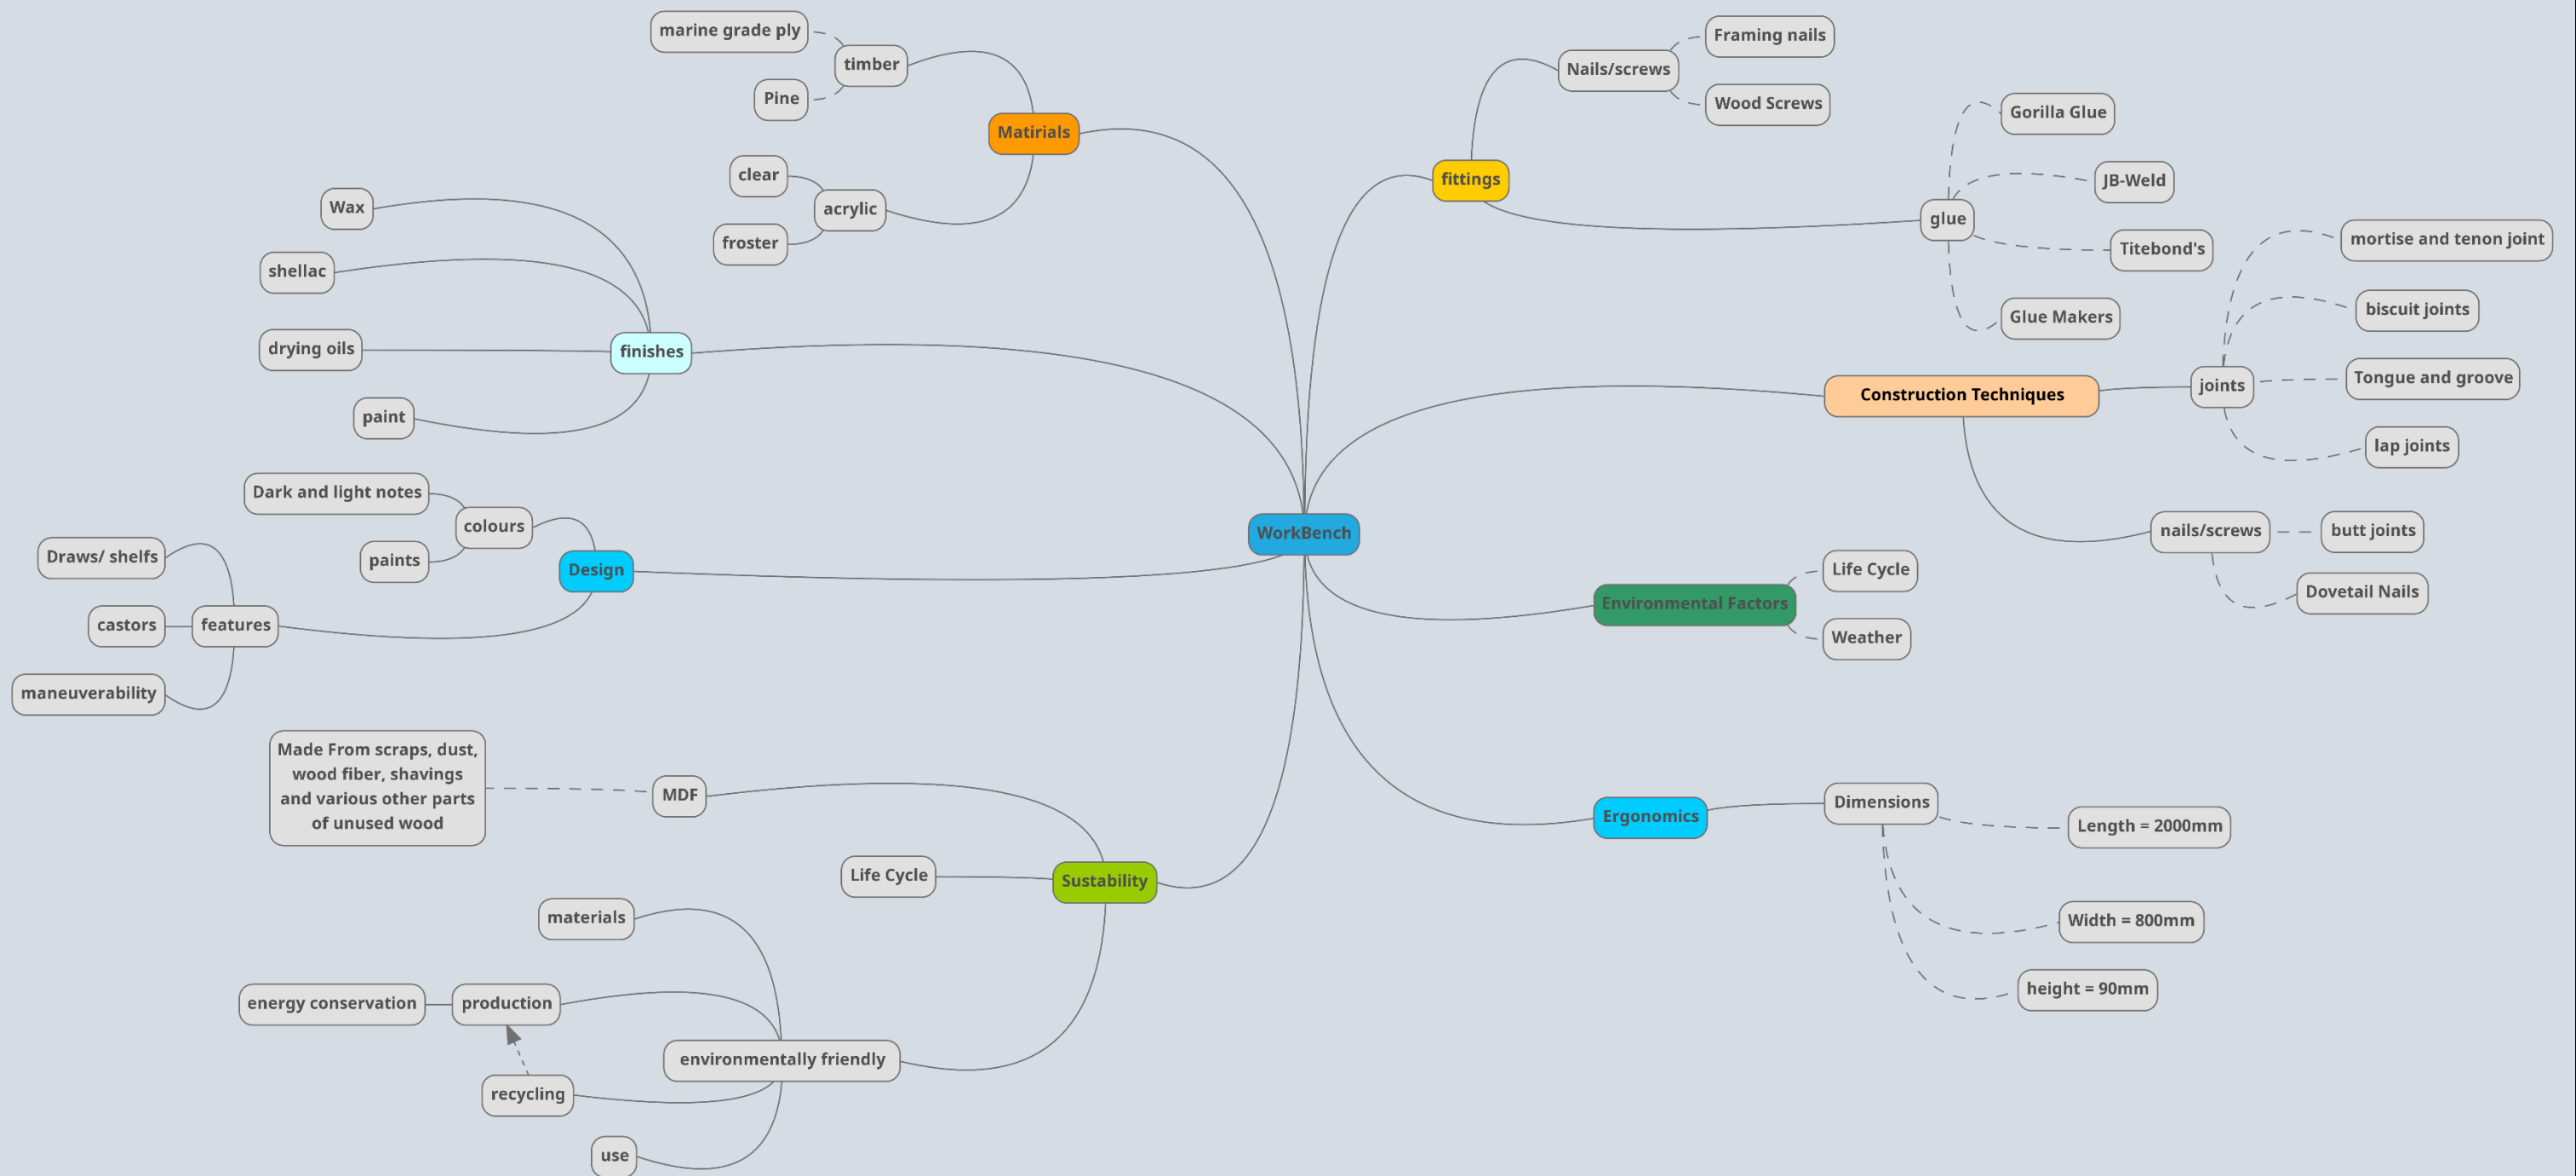 marine grade ply
timber
Pine
Matirials
clear
acrylic
froster
Wax
shellac
drying oils
finishes
paint
Dark and light notes
colours
paints
Design
Draws/ shelfs
castors
features
maneuverability
Made From scraps, dust,
wood fiber, shavings
and various other parts
of unused wood
MDF
Life Cycle
Sustability
materials
energy conservation
production
environmentally friendly
recycling
use
WorkBench
Framing nails
Nails/screws
Wood Screws
fittings
Gorilla Glue
JB-Weld
glue
Titebond's
Glue Makers
Construction Techniques
mortise and tenon joint
biscuit joints
joints
Tongue and groove
lap joints
nails/screws
butt joints
Dovetail Nails
Environmental Factors
Life Cycle
Weather
Ergonomics
Dimensions
Length = 2000mm
Width = 800mm
height = 90mm